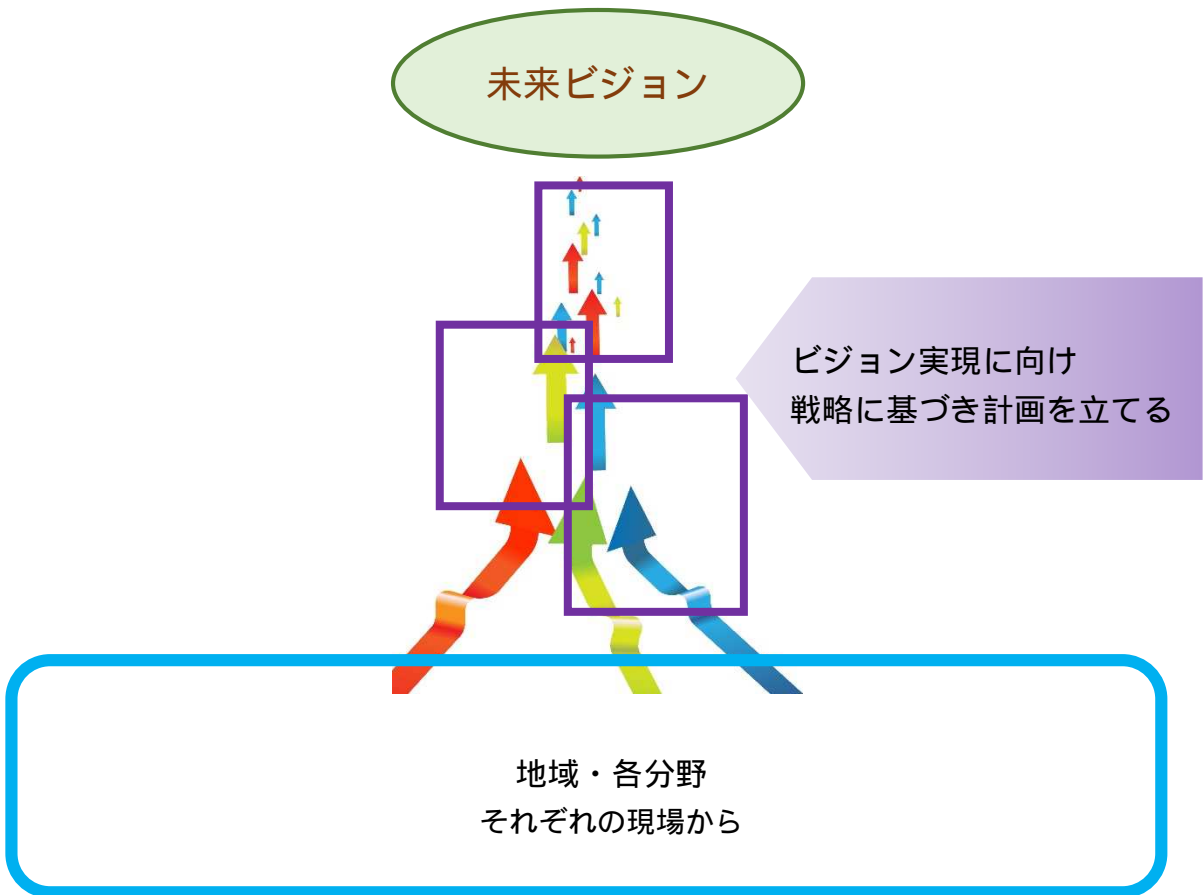 未来ビジョン
ビジョン実現に向け
戦略に基づき計画を立てる
地域・各分野
それぞれの現場から